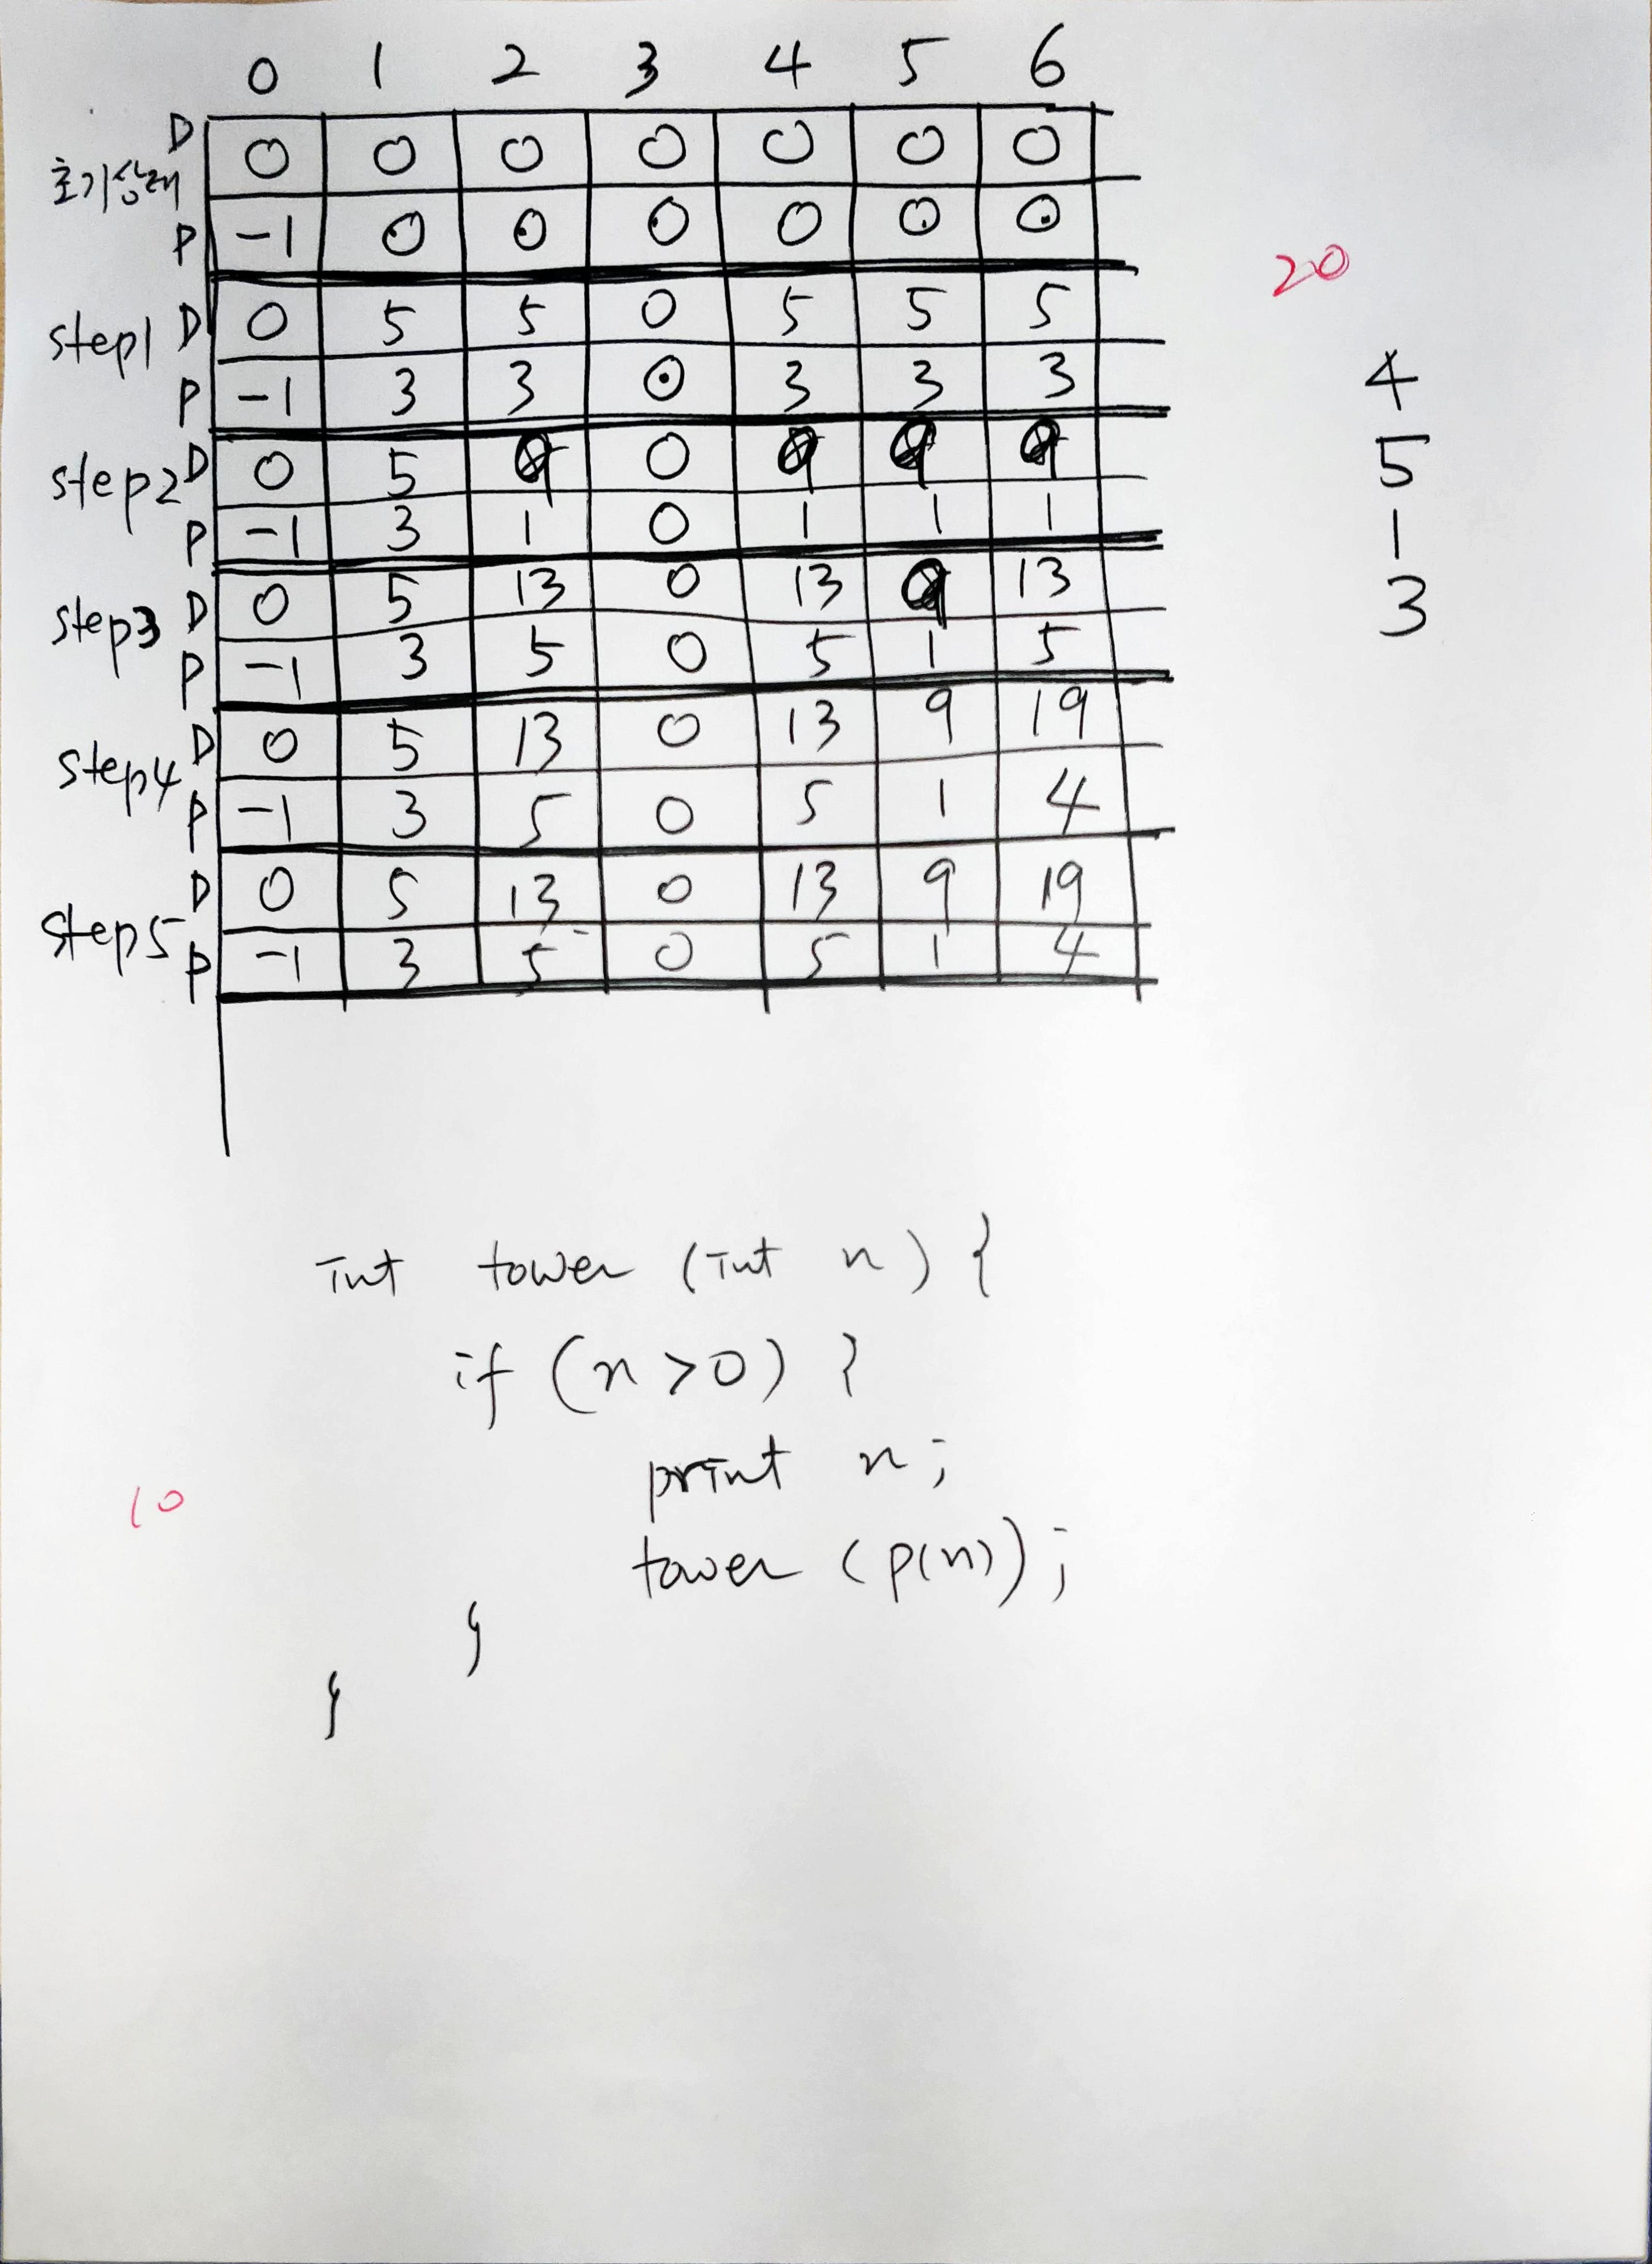 0 1 2 3 4 5 6
초기상태 D 0 0 0 0 0 0 0
P -1 0 0 0 0 0 0
20
step1 D 0 5 5 0 5 5 5
P -1 3 3 0 3 3 3
4
step2 D 0 5 9 0 9 9 9
5
P -1 3 1 0 1 1 1
1
step3 D 0 5 13 0 13 9 13
3
P -1 3 5 0 5 1 5
step4 D 0 5 13 0 13 9 19
P -1 3 5 0 5 1 4
step5 D 0 5 13 0 13 9 19
P -1 3 5 0 5 1 4
int tower (int n) {
if (n>0) }
print n;
10
tower (p(n));
}
}